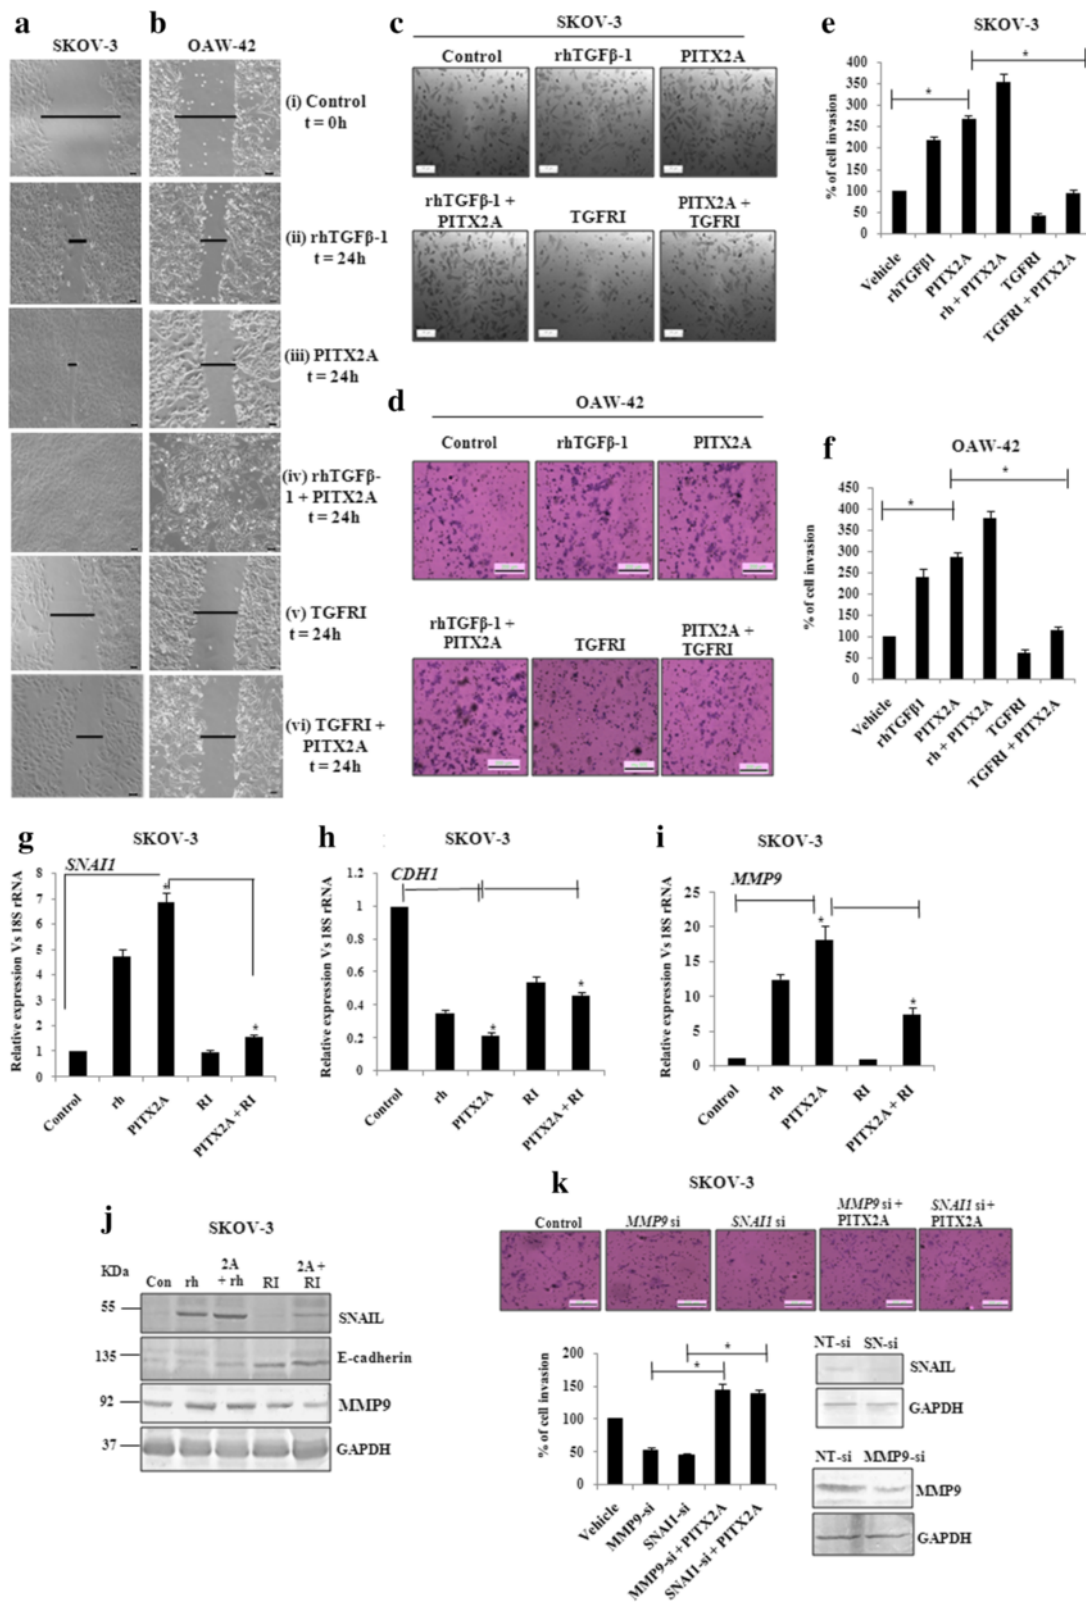 a
b
SKOV-3
OAW-42
(i) Control
t = 0h
(ii) rhTGFβ-1
t = 24h
(iii) PITX2A
t = 24h
(iv) rhTGFβ-
1 + PITX2A
t = 24h
(v) TGFRI
t = 24h
(vi) TGFRI +
PITX2A
t = 24h
c
SKOV-3
Control
rhTGFβ-1
PITX2A
rhTGFβ-1 +
PITX2A
TGFRI
PITX2A +
TGFRI
d
OAW-42
Control
rhTGFβ-1
PITX2A
rhTGFβ-1 +
PITX2A
TGFRI
PITX2A +
TGFRI
e
SKOV-3
% of cell invasion
400
350
300
250
200
150
100
50
0
*
*
Vehicle
rhTGFβ1
PITX2A
rh + PITX2A
TGFRI
TGFRI + PITX2A
f
OAW-42
% of cell invasion
450
400
350
300
250
200
150
100
50
0
*
*
Vehicle
rhTGFβ1
PITX2A
rh + PITX2A
TGFRI
TGFRI + PITX2A
g
SKOV-3
SNAI1
Relative expression Vs 18S rRNA
8
7
6
5
4
3
2
1
0
*
*
Control
rh
PITX2A
RI
PITX2A + RI
h
SKOV-3
CDH1
Relative expression Vs 18S rRNA
1.2
1
0.8
0.6
0.4
0.2
0
*
*
Control
rh
PITX2A
RI
PITX2A + RI
i
SKOV-3
MMP9
Relative expression Vs 18S rRNA
25
20
15
10
5
0
*
*
Control
rh
PITX2A
RI
PITX2A + RI
j
SKOV-3
KDa
Con
rh
2A
+ rh
RI
2A +
RI
55
SNAIL
135
E-cadherin
92
MMP9
37
GAPDH
k
SKOV-3
Control
MMP9 si
SNAI1 si
MMP9 si +
PITX2A
SNAI1 si+
PITX2A
% of cell invasion
200
150
100
50
0
*
*
Vehicle
MMP9-si
SNAI1-si
MMP9-si + PITX2A
SNAI1-si + PITX2A
NT-si SN-si
SNAIL
GAPDH
NT-si MMP9-si
MMP9
GAPDH